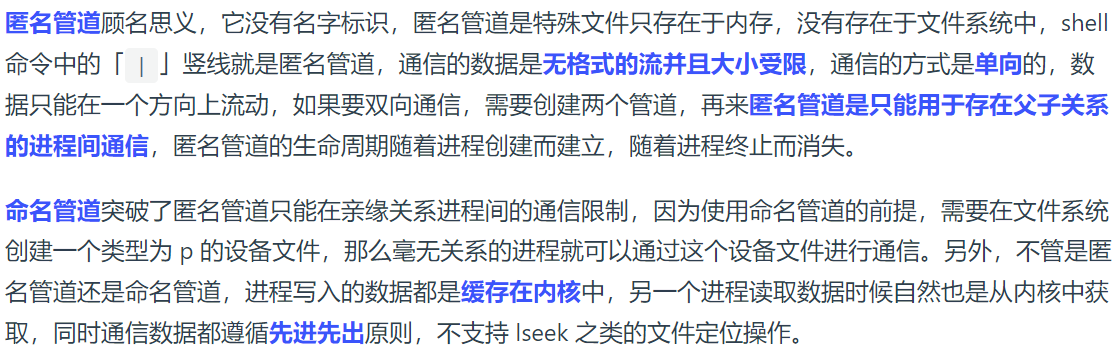 匿名管道顾名思义，它没有名字标识，匿名管道是特殊文件只存在于内存，没有存在于文件系统中，shell
命令中的「|」竖线就是匿名管道，通信的数据是无格式的流并且大小受限，通信的方式是单向的，数
据只能在一个方向上流动，如果要双向通信，需要创建两个管道，再来匿名管道是只能用于存在父子关系
的进程间通信，匿名管道的生命周期随着进程创建而建立，随着进程终止而消失。
命名管道突破了匿名管道只能在亲缘关系进程间的通信限制，因为使用命名管道的前提，需要在文件系统
创建一个类型为 p 的设备文件，那么毫无关系的进程就可以通过这个设备文件进行通信。另外，不管是匿
名管道还是命名管道，进程写入的数据都是缓存在内核中，另一个进程读取数据时候自然也是从内核中获
取，同时通信数据都遵循先进先出原则，不支持 lseek 之类的文件定位操作。